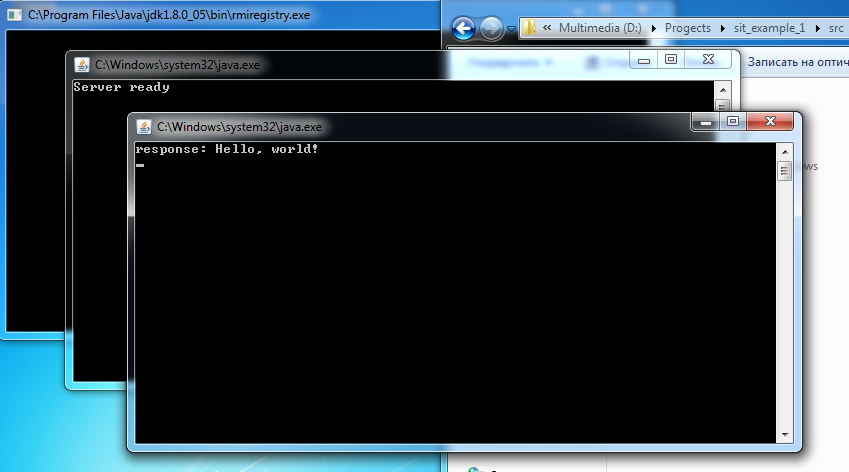 C:\Program Files\Java\jdk1.8.0_05\bin\rmiregistry.exe
« Multimedia (D:) Progects sit_example_1 src
C:\Windows\system32\java.exe
Записать на оптич
Server ready
C:\Windows\system32\java.exe
response: Hello, world!
ws